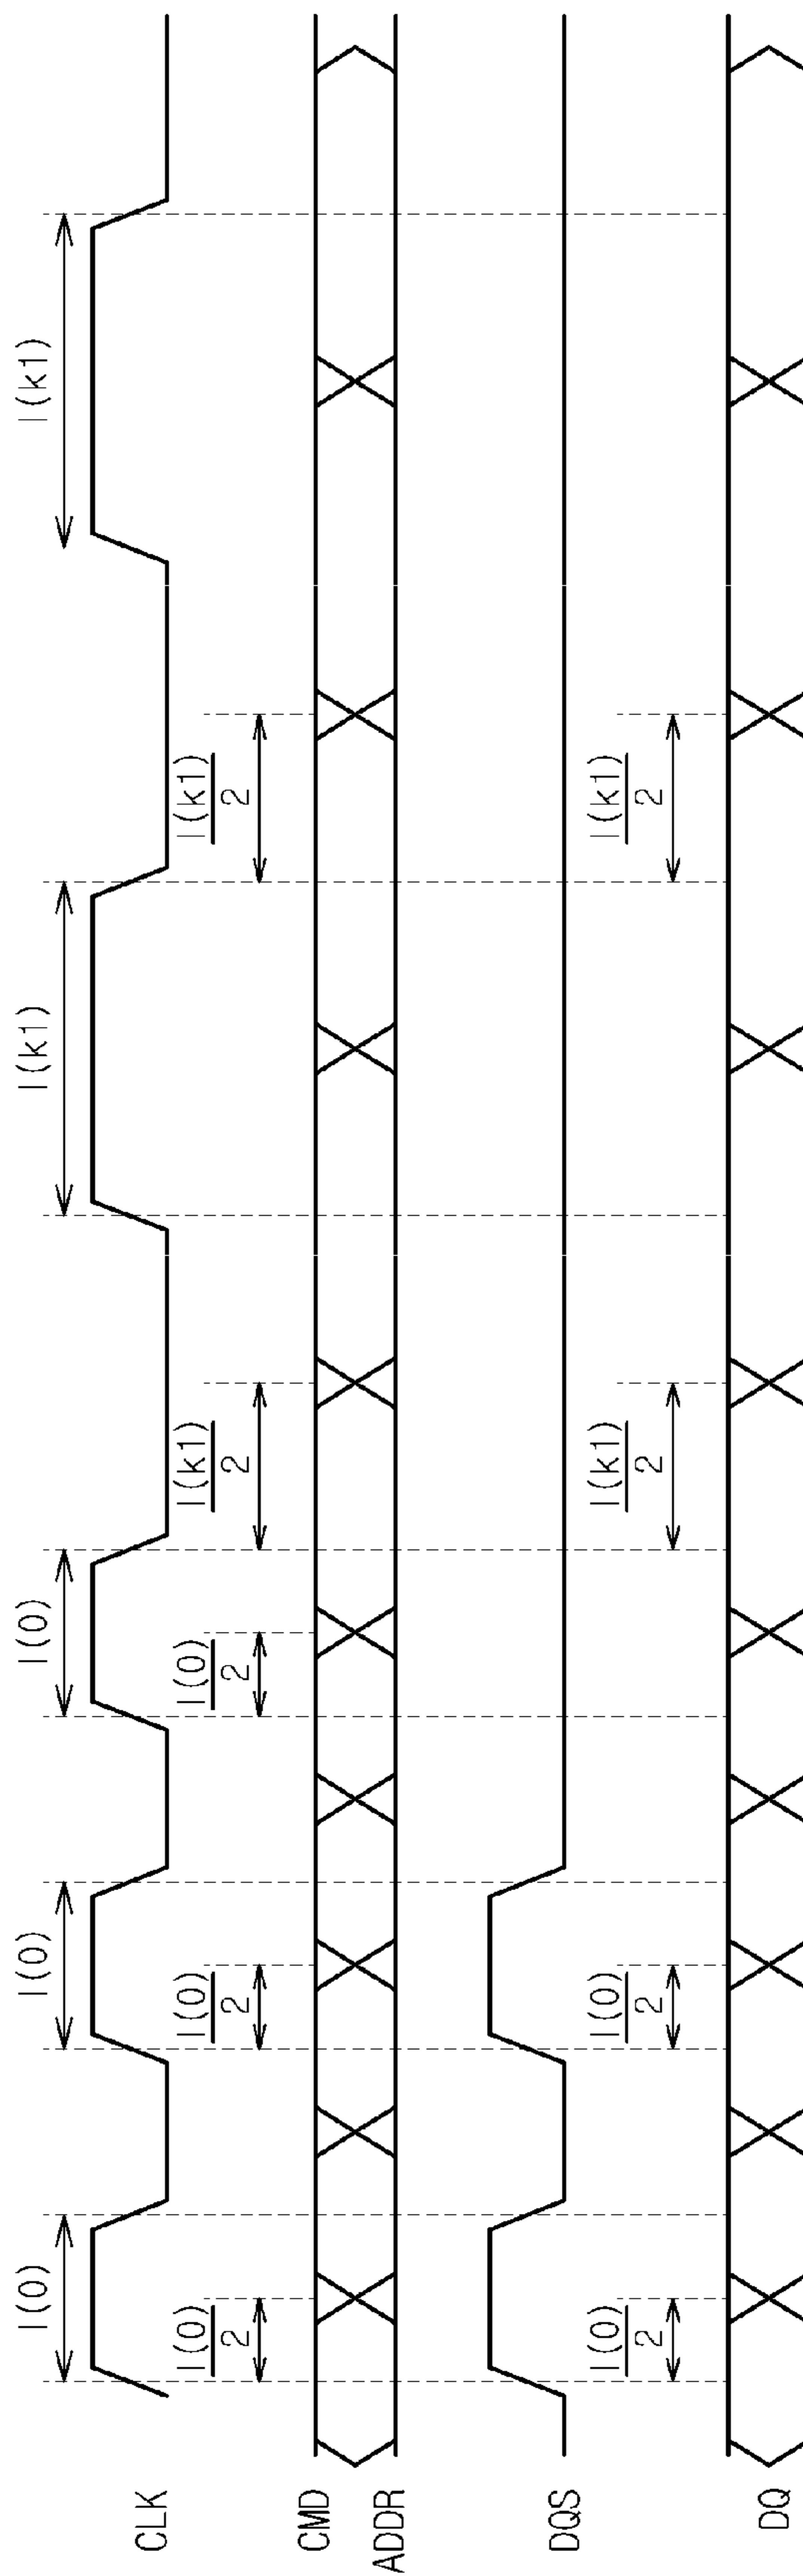 I(0)
I(0)
I(0)
I(k1)
I(k1)
CLK
I(0)
2
I(0)
2
I(0)
2
I(k1)
2
I(k1)
2
CMD
ADDR
DQS
I(0)
2
I(0)
2
I(k1)
2
I(k1)
2
DQ